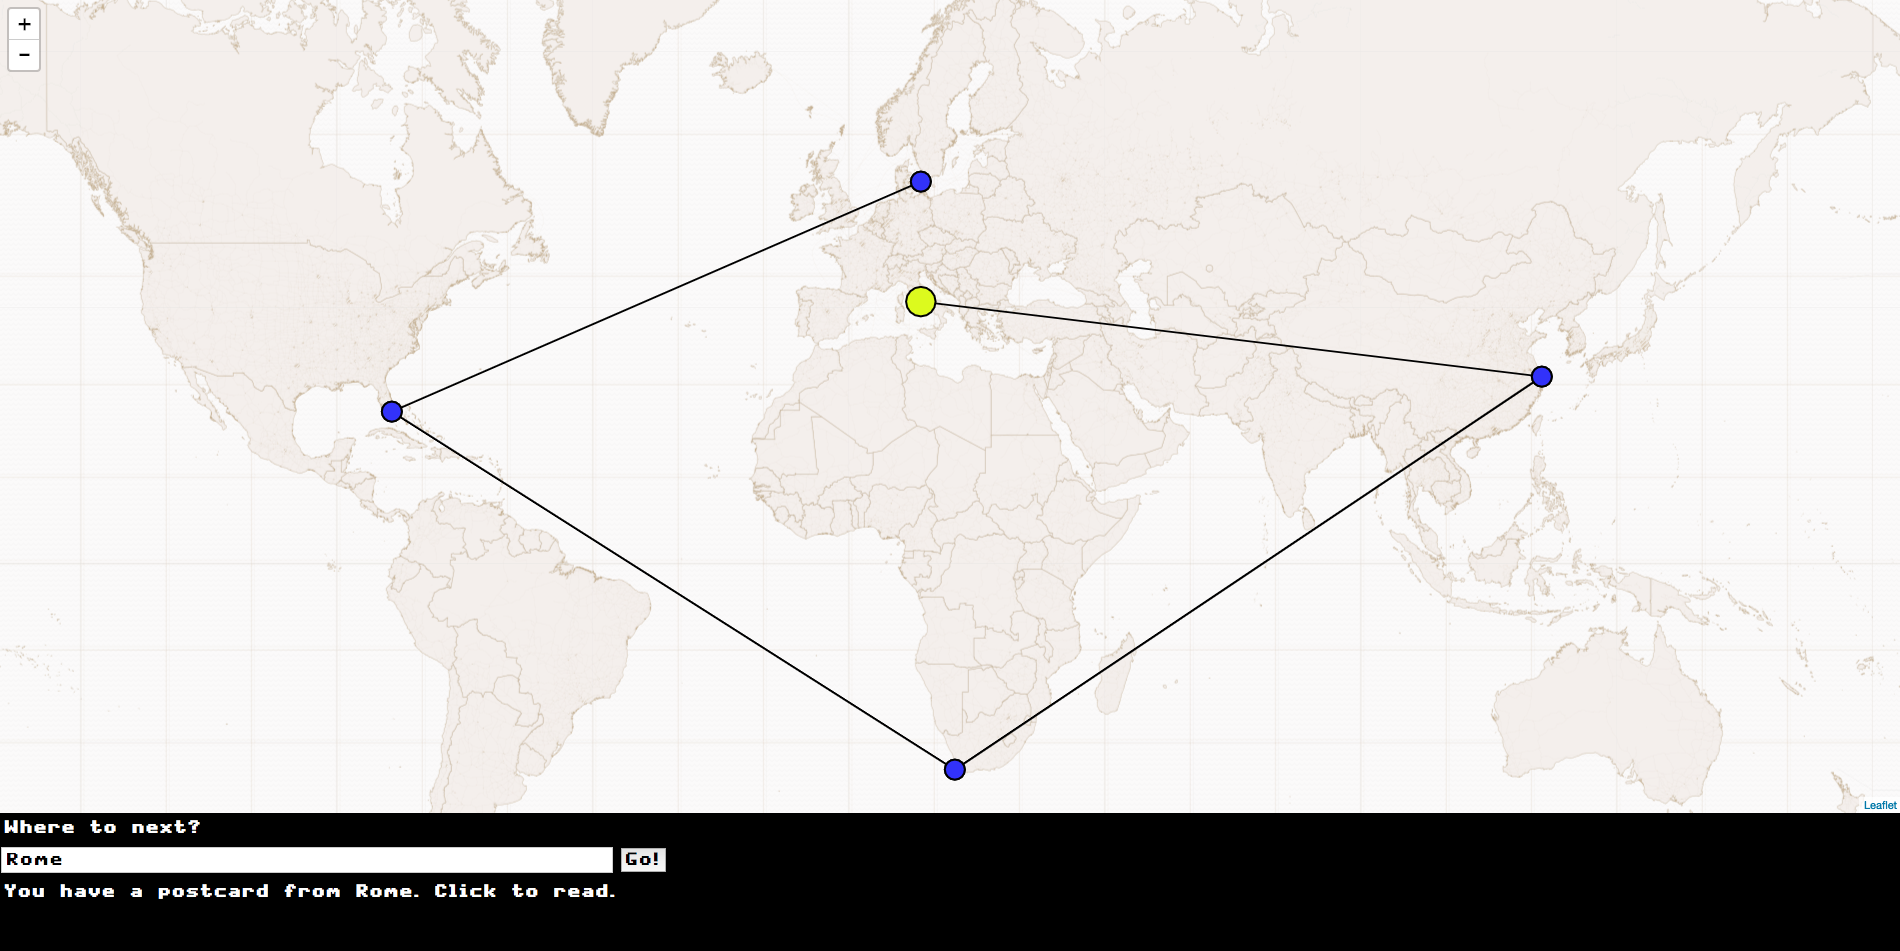 +
−
Leaflet
Where to next?
Rome
Go!
You have a postcard from Rome. Click to read.